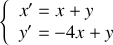 x′ = x + y
y′ = −4x + y